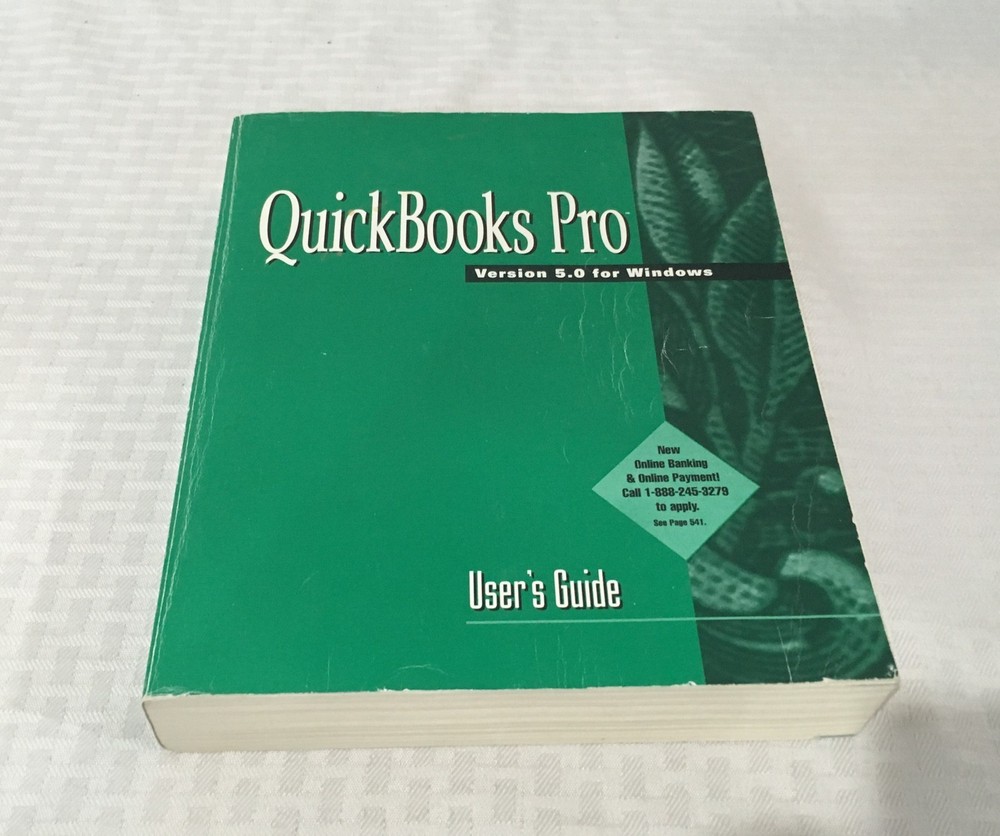 QuickBooks Pro™
Version 5.0 for Windows
New
Online Banking
& Online Payment!
Call 1-888-245-3279
to apply.
See Page 541.
User's Guide